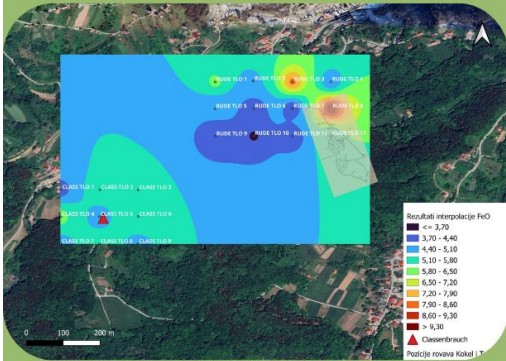 RUDE TLO 1 RUDE TLO 2 RUDE TLO 3 RUDE TLO 4
RUDE TLO 5 RUDE TLO 6 RUDE TLO 7 RUDE TLO 8
RUDE TLO 9 RUDE TLO 10 RUDE TLO 11 RUDE TLO 12
CLASS TLO 1 CLASS TLO 2 CLASS TLO 3
CLASS TLO 4 CLASS TLO 5 CLASS TLO 6
CLASS TLO 7 CLASS TLO 8 CLASS TLO 9
Rezultati interpolacije FeO
<= 3,70
3,70 - 4,40
4,40 - 5,10
5,10 - 5,80
5,80 - 6,50
6,50 - 7,20
7,20 - 7,90
7,90 - 8,60
8,60 - 9,30
> 9,30
Classenbrauch
Pozicije rovava Kokel i T
0 100 200 m